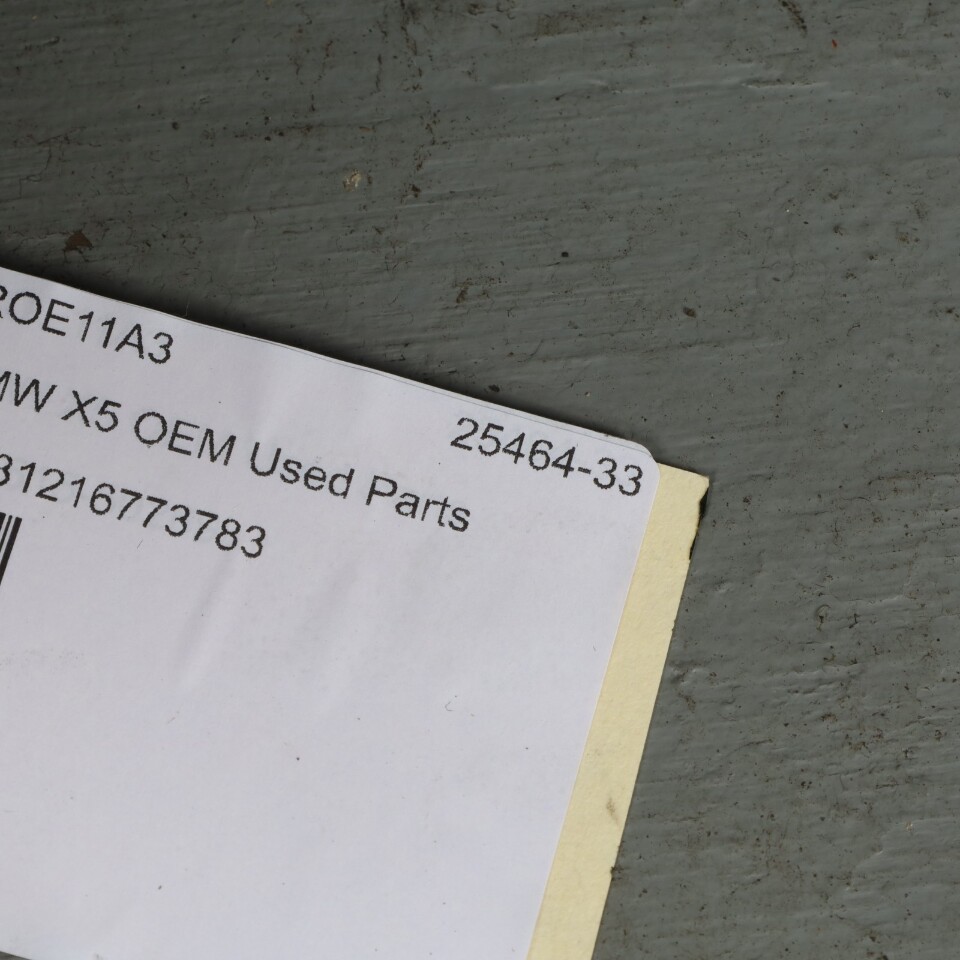 ROE11A3
25464-33
MW X5 OEM Used Parts
31216773783